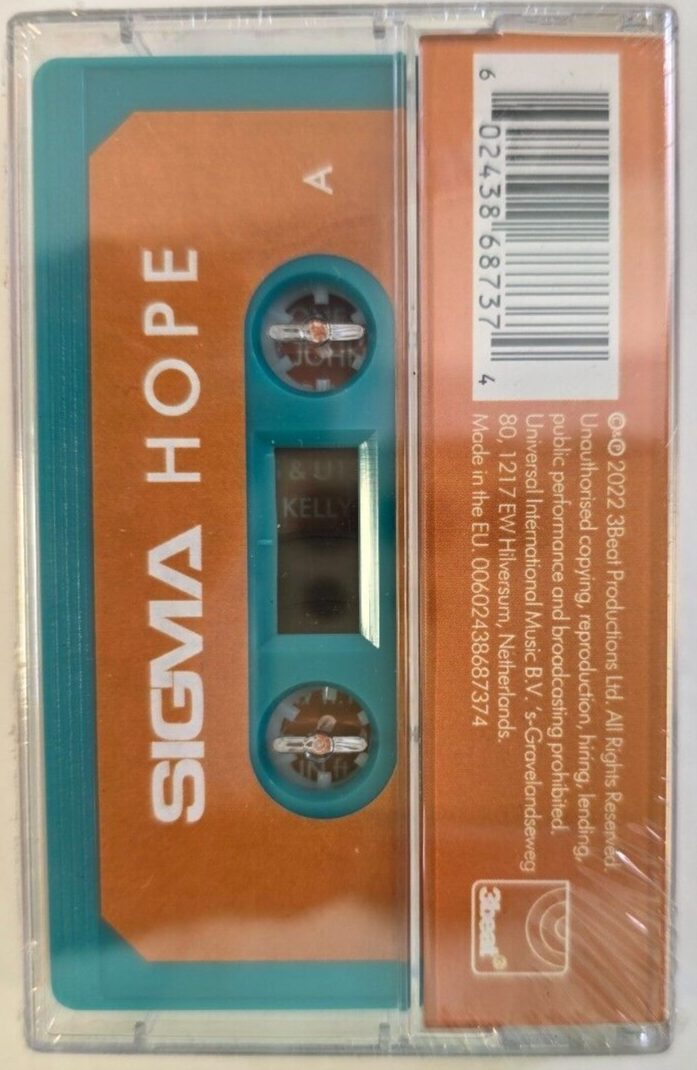 SIGMA HOPE
A
JOHN
& 
KELLY
6 02438 68737 4
℗© 2022 3Beat Productions Ltd. All Rights Reserved.
Unauthorised copying, reproduction, hiring, lending,
public performance and broadcasting prohibited.
Universal International Music B.V. 's-Gravelandseweg
80, 1217 EW Hilversum, Netherlands.
Made in the EU. 00602438687374
3beat®